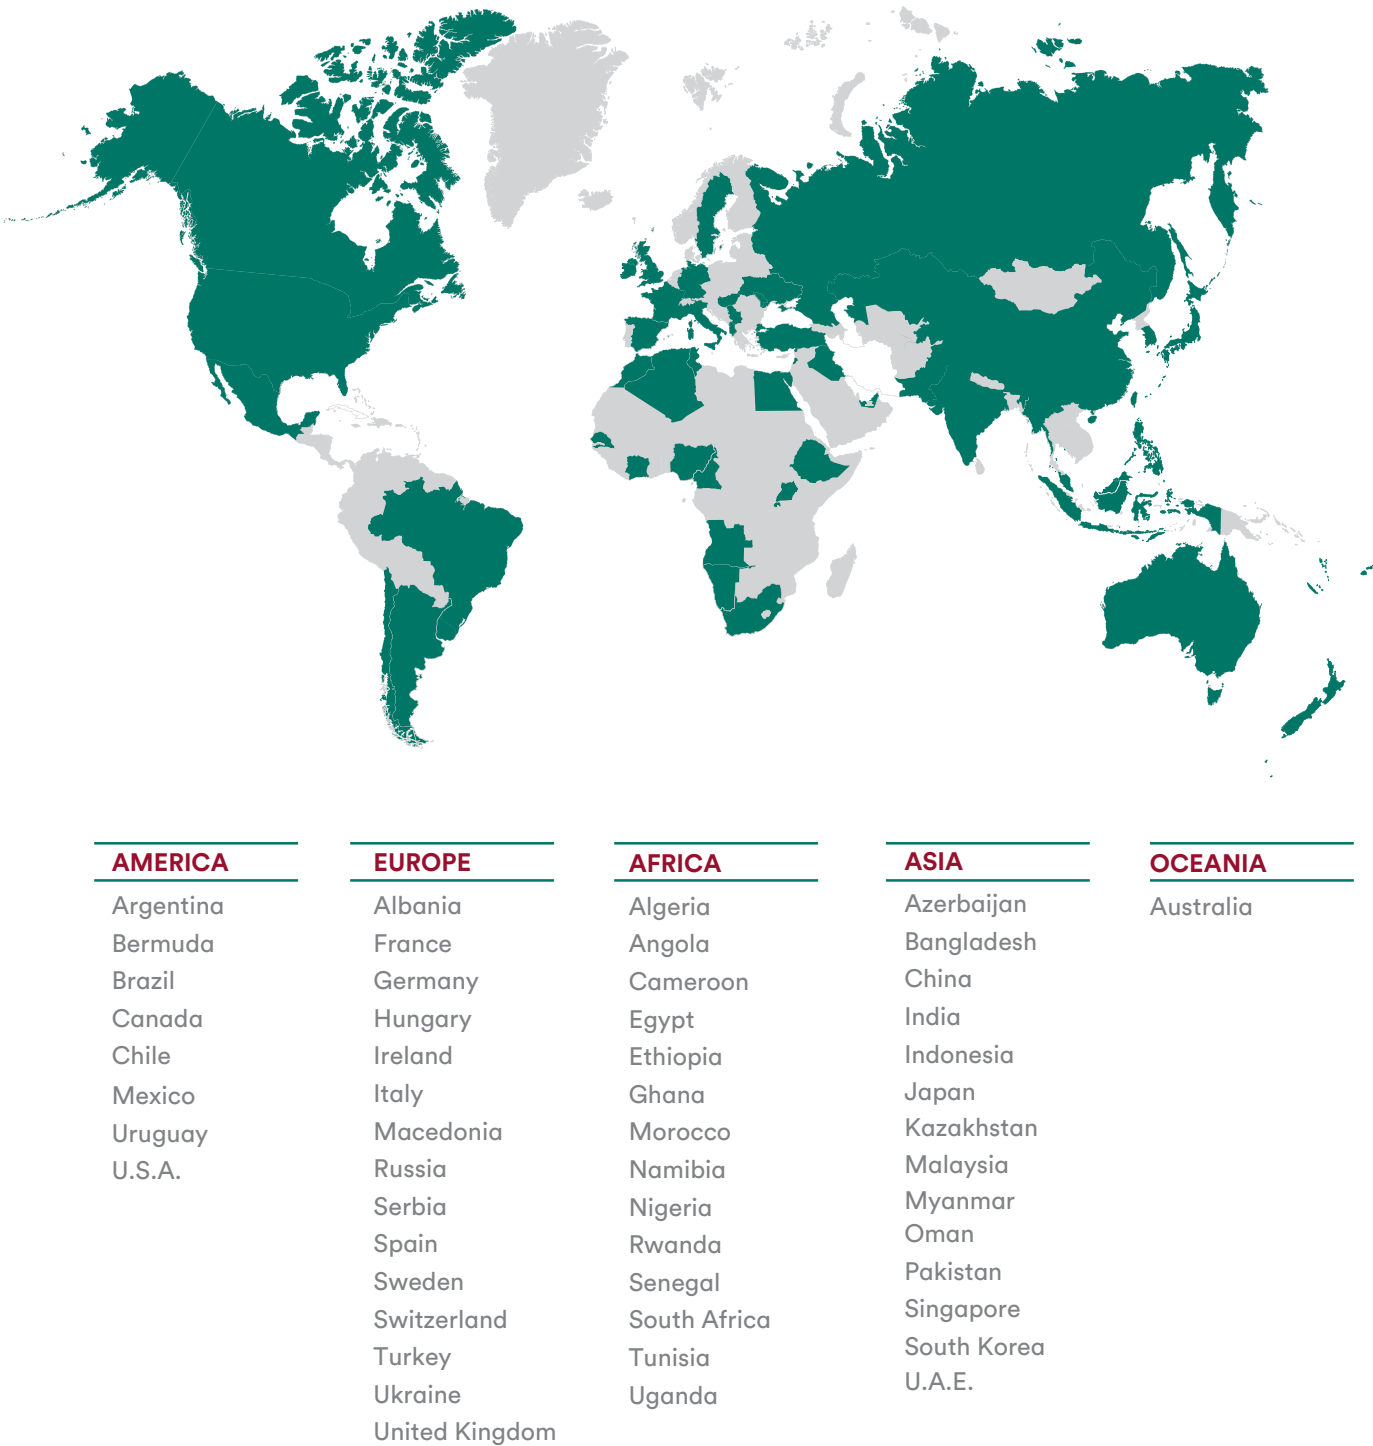 AMERICA
Argentina
Bermuda
Brazil
Canada
Chile
Mexico
Uruguay
U.S.A.
EUROPE
Albania
France
Germany
Hungary
Ireland
Italy
Macedonia
Russia
Serbia
Spain
Sweden
Switzerland
Turkey
Ukraine
United Kingdom
AFRICA
Algeria
Angola
Cameroon
Egypt
Ethiopia
Ghana
Morocco
Namibia
Nigeria
Rwanda
Senegal
South Africa
Tunisia
Uganda
ASIA
Azerbaijan
Bangladesh
China
India
Indonesia
Japan
Kazakhstan
Malaysia
Myanmar
Oman
Pakistan
Singapore
South Korea
U.A.E.
OCEANIA
Australia